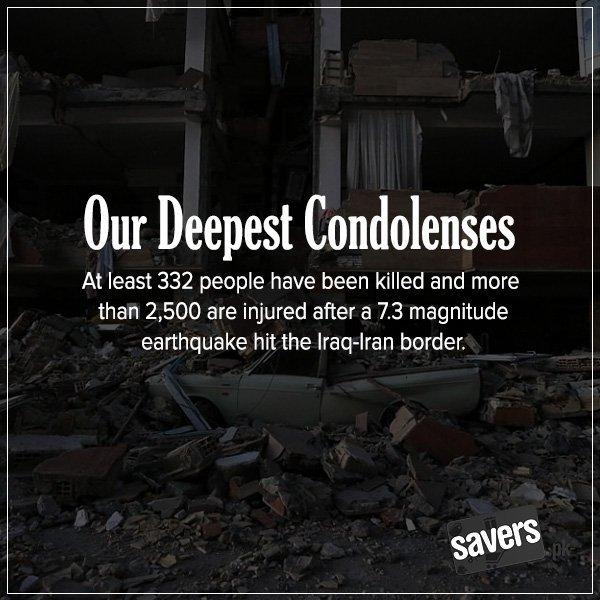 Our Deepest Condolenses
At least 332 people have been killed and more
than 2,500 are injured after a 7.3 magnitude
earthquake hit the Iraq-Iran border.
savers
.pk